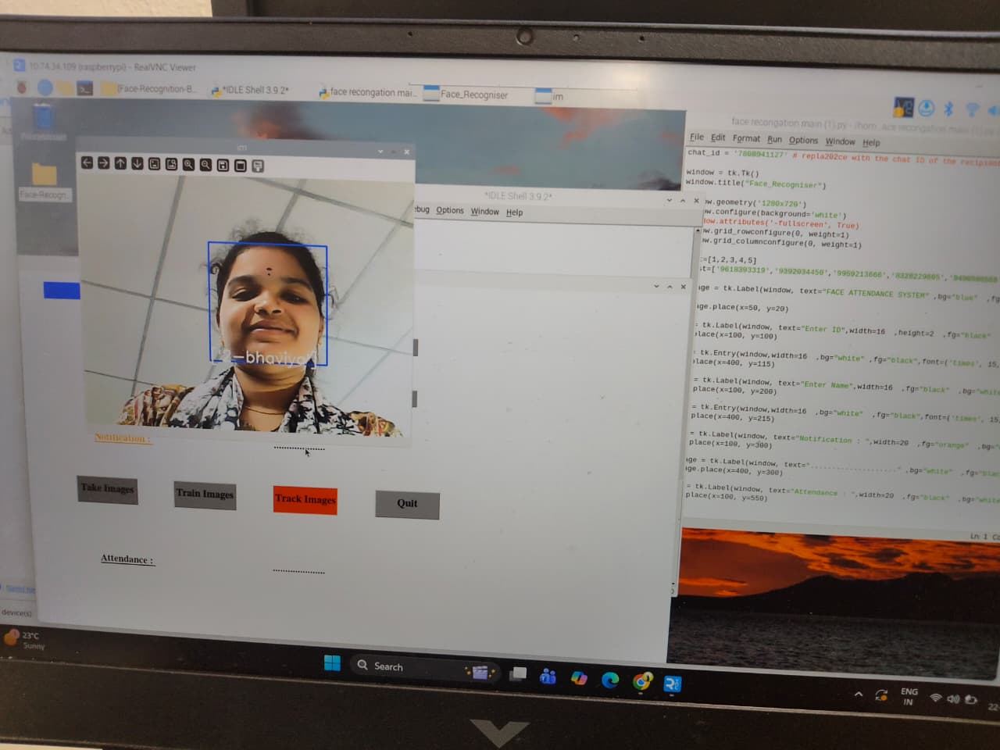 10.74.34.109 (raspberrypi) - RealVNC Viewer
[Face-Recognition-B... *IDLE Shell 3.9.2* face recongation mai... Face_Recogniser im
face recongation main (1).py -
File Edit Format Run Options Window Help
im
Face-Recogn..
*IDLE Shell 3.9.2*
ebug Options Window Help
chat_id = '7808941127' # repla202ce with the chat ID of the recipient
window = tk.Tk()
window.title("Face_Recogniser")
ow.geometry('1280x720')
ow.configure(background='white')
dow.attributes('-fullscreen', True)
ow.grid_rowconfigure(0, weight=1)
ow.grid_columnconfigure(0, weight=1)
t=[1,2,3,4,5]
st=['9618393319','9392034450','9959213666','8328229805',
age = tk.Label(window, text="FACE ATTENDANCE SYSTEM" ,bg="blue" ,fg
age.place(x=50, y=20)
= tk.Label(window, text="Enter ID",width=16 ,height=2 ,fg="black"
place(x=100, y=100)
= tk.Entry(window,width=16 ,bg="white" ,fg="black",font=('times', 15,
place(x=400, y=115)
= tk.Label(window, text="Enter Name",width=16 ,fg="black" ,bg="white
place(x=100, y=200)
= tk.Entry(window,width=16 ,bg="white" ,fg="black",font=('times', 15,
place(x=400, y=215)
= tk.Label(window, text="Notification : ",width=20 ,fg="orange" ,bg="
place(x=100, y=300)
age = tk.Label(window, text="....................." ,bg="white" ,fg="blac
age.place(x=400, y=300)
= tk.Label(window, text="Attendance : ",width=20 ,fg="black" ,bg="white
place(x=100, y=550)
Ln: 1 Co
2-bhaviya
Notification :
Take Images Train Images Track Images Quit
Attendance :
device(s)
23°C
Sunny
Search
ENG
IN
22-